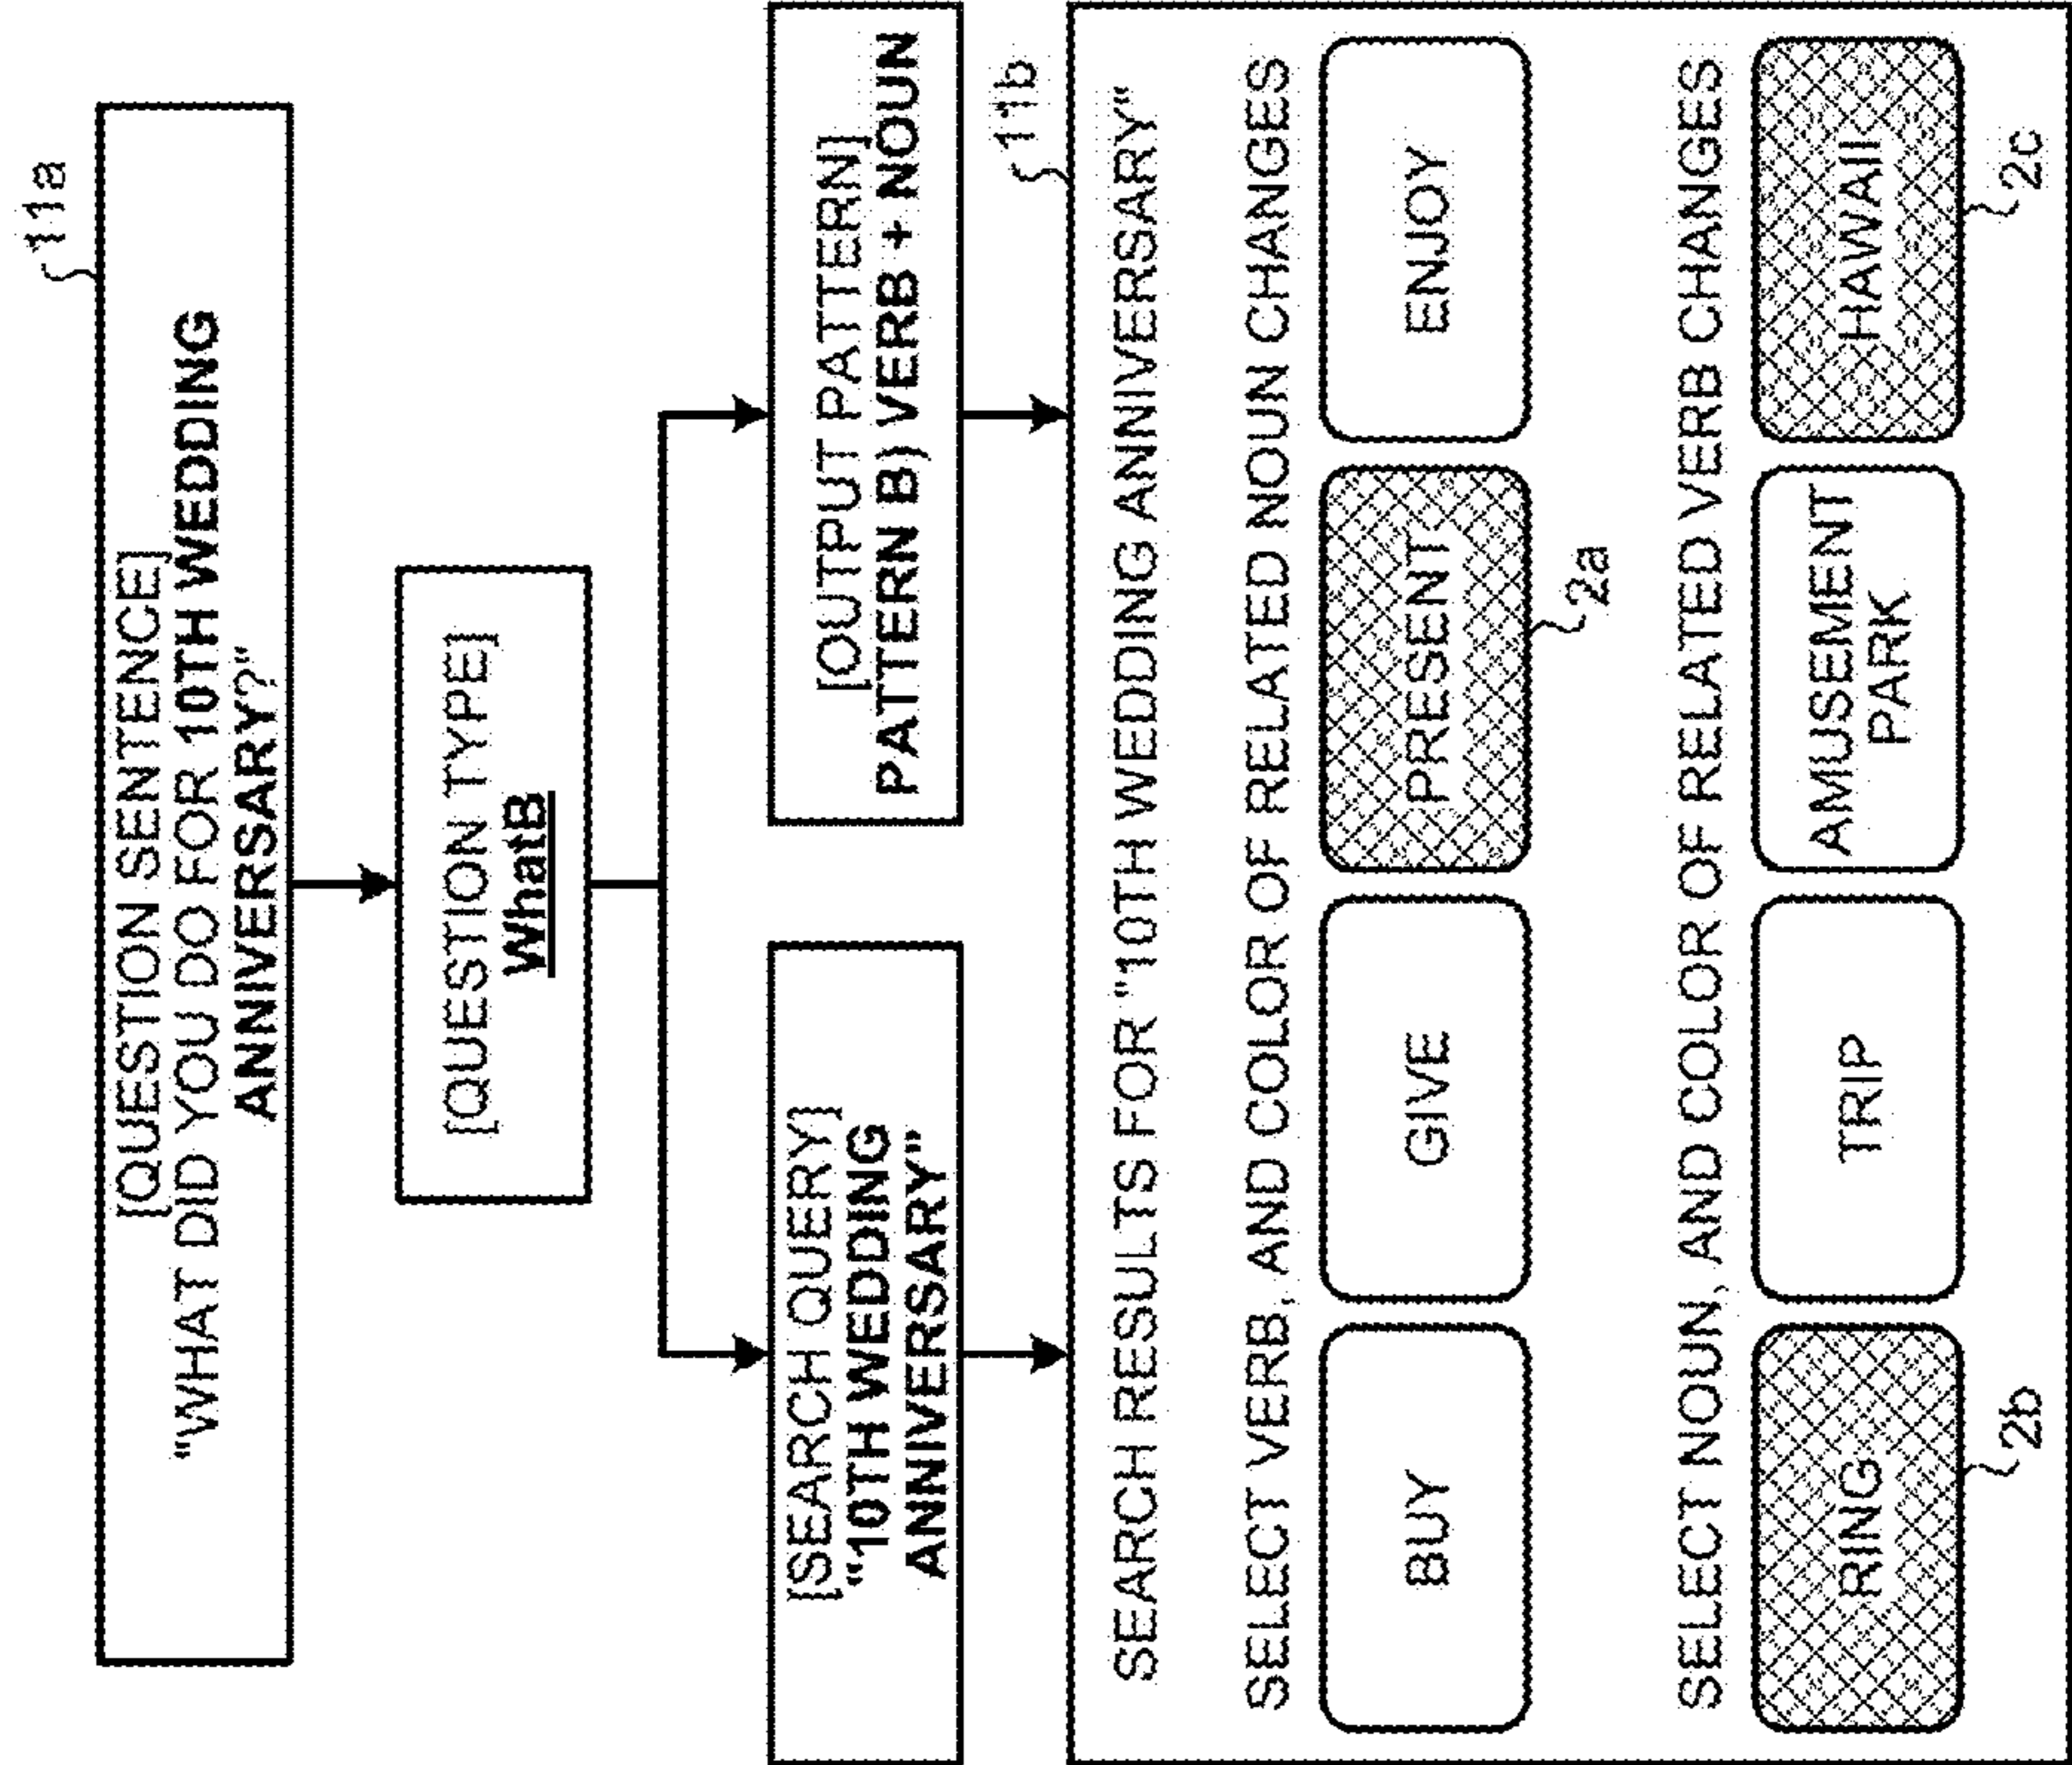 11a
[QUESTION SENTENCE]
"WHAT DID YOU DO FOR 10TH WEDDING
ANNIVERSARY?"
[QUESTION TYPE]
WhatB
[SEARCH QUERY]
"10TH WEDDING
ANNIVERSARY"
[OUTPUT PATTERN]
PATTERN B) VERB + NOUN
11b
SEARCH RESULTS FOR "10TH WEDDING ANNIVERSARY"
SELECT VERB, AND COLOR OF RELATED NOUN CHANGES
BUY
GIVE
PRESENT
ENJOY
2a
SELECT NOUN, AND COLOR OF RELATED VERB CHANGES
RING
TRIP
AMUSEMENT
PARK
HAWAII
2b
2c